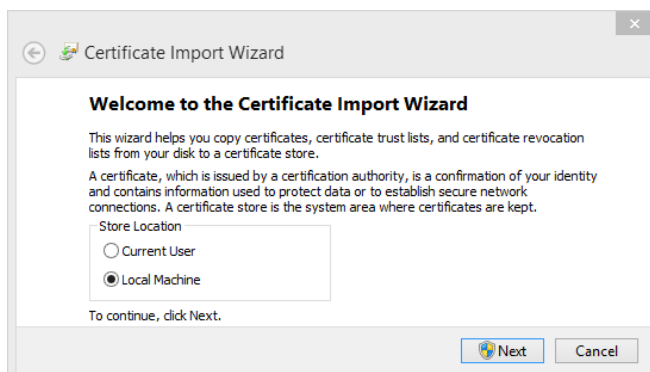 Certificate Import Wizard
Welcome to the Certificate Import Wizard
This wizard helps you copy certificates, certificate trust lists, and certificate revocation
lists from your disk to a certificate store.
A certificate, which is issued by a certification authority, is a confirmation of your identity
and contains information used to protect data or to establish secure network
connections. A certificate store is the system area where certificates are kept.
Store Location
Current User
Local Machine
To continue, click Next.
Next Cancel